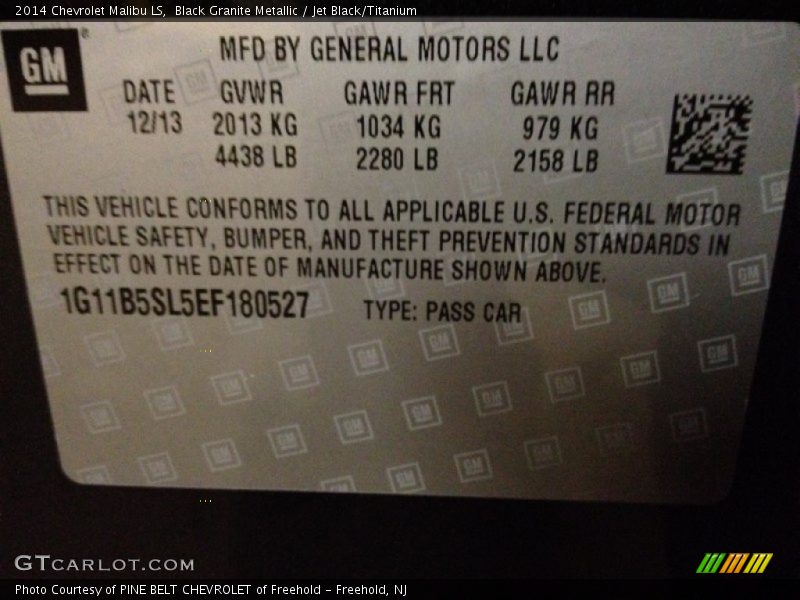 2014 Chevrolet Malibu LS,  Black Granite Metallic / Jet Black/Titanium
GM ®
MFD BY GENERAL MOTORS LLC
DATE GVWR GAWR FRT GAWR RR
12/13 2013 KG 1034 KG 979 KG
4438 LB 2280 LB 2158 LB
THIS VEHICLE CONFORMS TO ALL APPLICABLE U.S. FEDERAL MOTOR
VEHICLE SAFETY, BUMPER, AND THEFT PREVENTION STANDARDS IN
EFFECT ON THE DATE OF MANUFACTURE SHOWN ABOVE.
1G11B5SL5EF180527 TYPE: PASS CAR
GTCARLOT.COM
Photo Courtesy of PINE BELT CHEVROLET of Freehold - Freehold, NJ